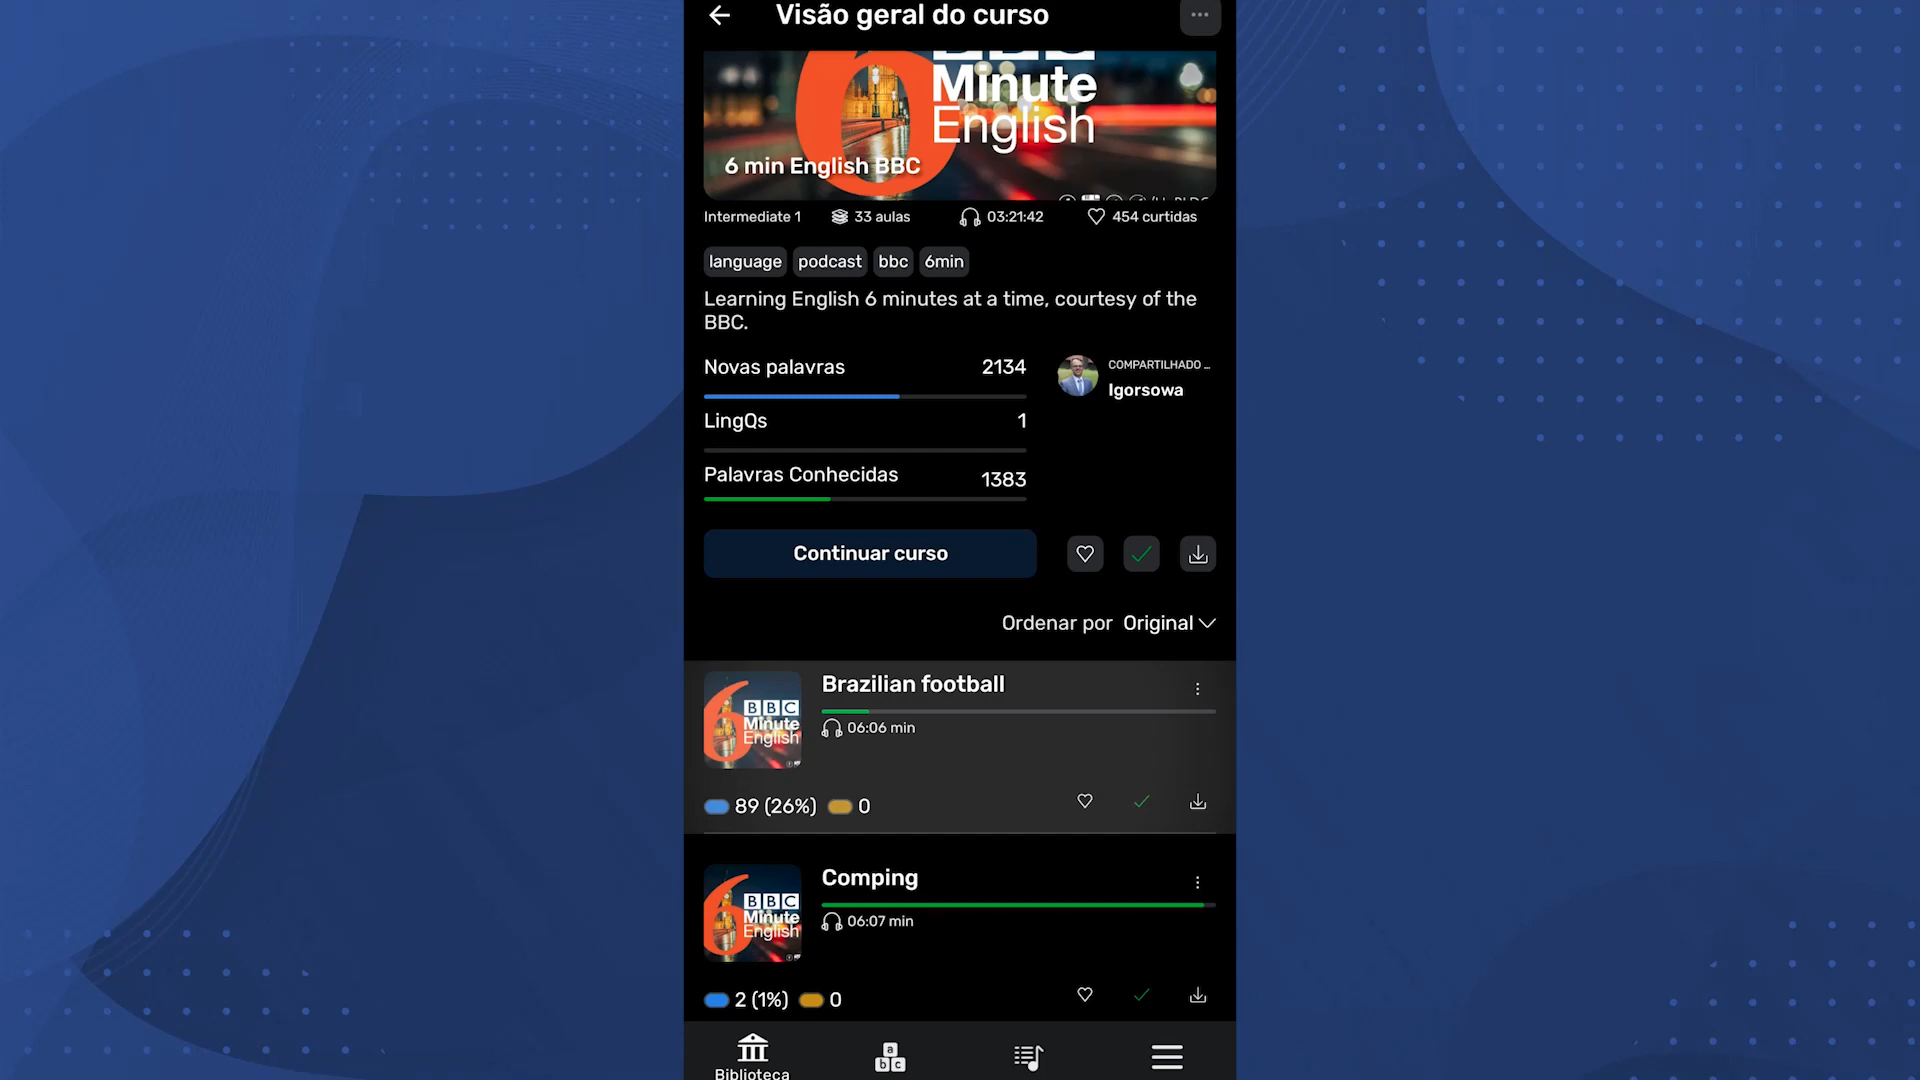 Visão geral do curso
BBC
Minute
English
6 min English BBC
Intermediate 1
33 aulas
03:21:42
454 curtidas
language podcast bbc 6min
Learning English 6 minutes at a time, courtesy of the
BBC.
Novas palavras 2134
COMPARTILHADO ...
Igorsowa
LingQs 1
Palavras Conhecidas 1383
Continuar curso
Ordenar por Original
Brazilian football
6 BBC
Minute
English
06:06 min
89 (26%) 0
Comping
6 BBC
Minute
English
06:07 min
2 (1%) 0
a
b c
Biblioteca